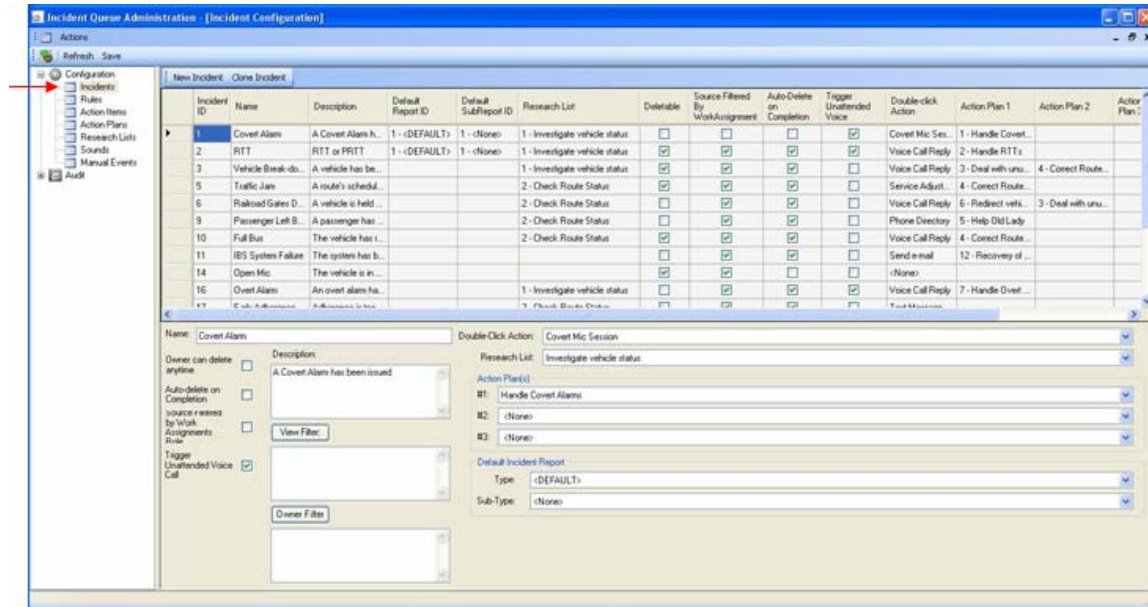 Incident Queue Administration - [Incident Configuration]
Actions
Refresh Save
Configuration
Incidents
Rules
Action Items
Action Plans
Research Lists
Sounds
Manual Events
Audit
New Incident Clone Incident
Incident ID Name Description Default Report ID Default SubReport ID Research List Deletable Source Filtered By WorkAssignment Auto-Delete on Completion Trigger Unattended Voice Double-click Action Action Plan 1 Action Plan 2 Action Plan
1 Covert Alarm A Covert Alarm h... 1 - <DEFAULT> 1 - <None> 1 - Investigate vehicle status Covert Mic Ses... 1 - Handle Covert...
2 RTT RTT or PRTT 1 - <DEFAULT> 1 - <None> 1 - Investigate vehicle status Voice Call Reply 2 - Handle RTTs
3 Vehicle Break-do... A vehicle has be... 1 - Investigate vehicle status Voice Call Reply 3 - Deal with unu... 4 - Correct Route...
5 Traffic Jam A route's schedul... 2 - Check Route Status Service Adjust... 4 - Correct Route...
6 Railroad Gates D... A vehicle is held... 2 - Check Route Status Voice Call Reply 6 - Redirect vehi... 3 - Deal with unu...
9 Passenger Left B... A passenger has... 2 - Check Route Status Phone Directory 5 - Help Old Lady
10 Full Bus The vehicle has r... 2 - Check Route Status Voice Call Reply 4 - Correct Route...
11 IBS System Failure The system has b... Send e-mail 12 - Recovery of ...
14 Open Mic The vehicle is in ... <None>
16 Overt Alarm An overt alarm ha... 1 - Investigate vehicle status Voice Call Reply 7 - Handle Overt ...
17 2 - Check Route Status Text Message
Name: Covert Alarm Double-Click Action: Covert Mic Session
Owner can delete anytime Description: Research List: Investigate vehicle status
A Covert Alarm has been issued
Action Plan(s)
Auto-delete on Completion #1: Handle Covert Alarms
Source Filtered by Work Assignments Role #2: <None>
View Filter: #3: <None>
Trigger Unattended Voice Call
Default Incident Report
Type: <DEFAULT>
Sub-Type: <None>
Owner Filter